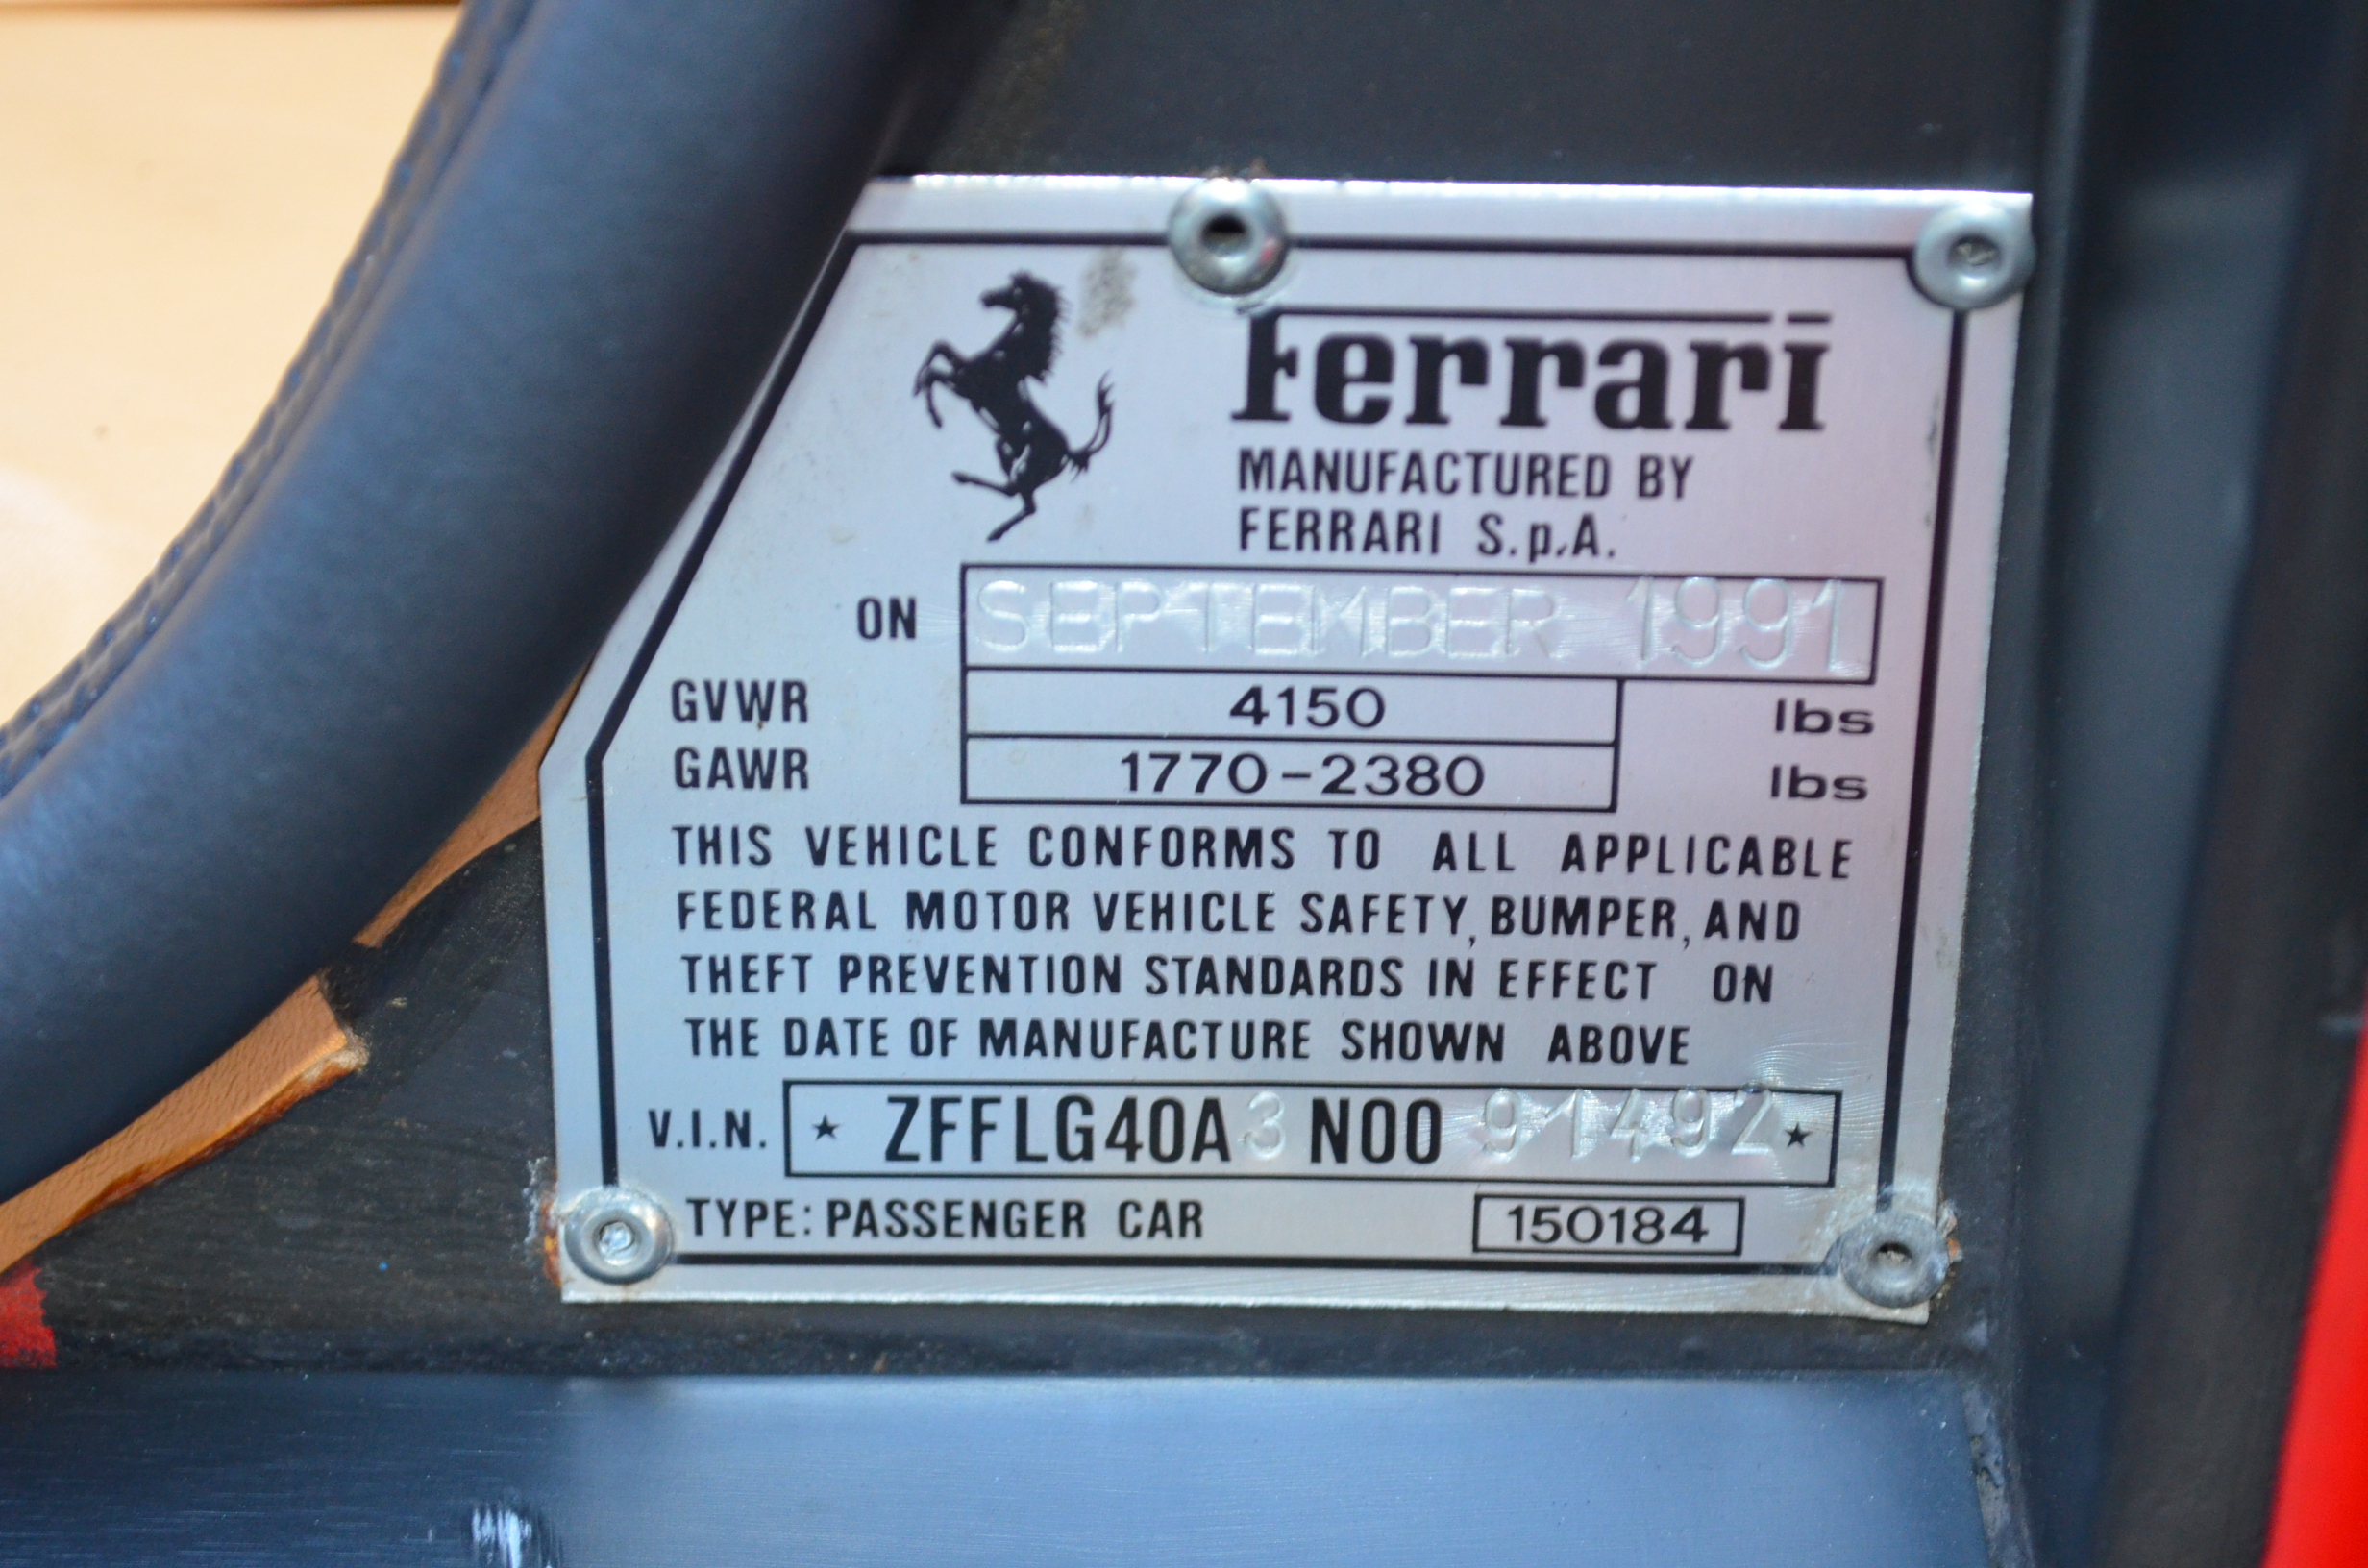 Ferrari
MANUFACTURED BY
FERRARI S.p.A.
ON SEPTEMBER 1991
GVWR 4150 lbs
GAWR 1770-2380 lbs
THIS VEHICLE CONFORMS TO ALL APPLICABLE
FEDERAL MOTOR VEHICLE SAFETY, BUMPER, AND
THEFT PREVENTION STANDARDS IN EFFECT ON
THE DATE OF MANUFACTURE SHOWN ABOVE
V.I.N. ★ ZFFLG40A3N0091492 ★
TYPE: PASSENGER CAR 150184